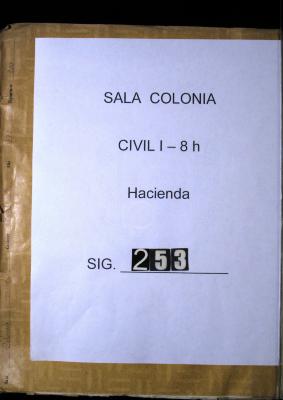 SALA COLONIA
CIVIL I – 8 h
Hacienda
SIG. 253